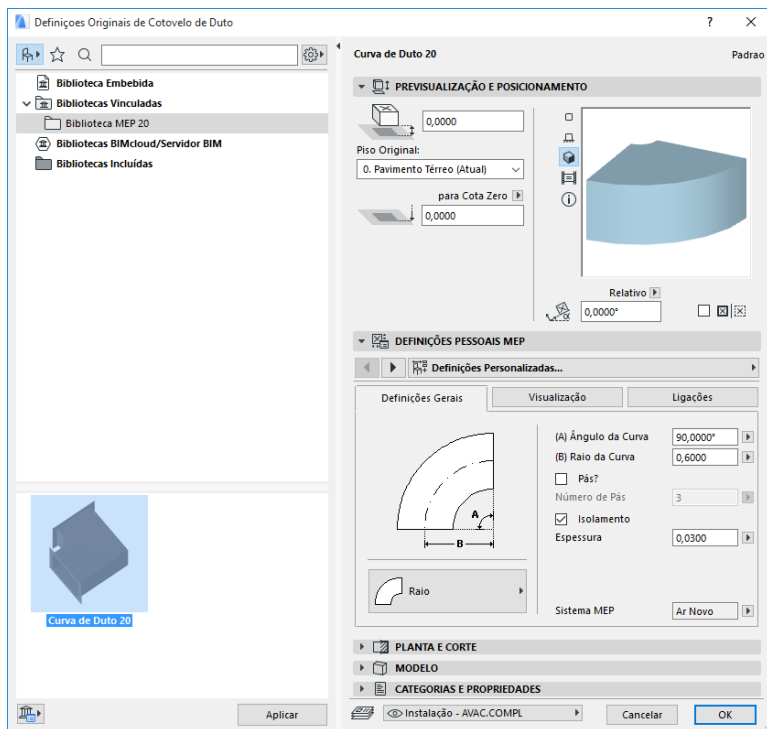 Definiçoes Originais de Cotovelo de Duto
?
Biblioteca Embebida
Bibliotecas Vinculadas
Biblioteca MEP 20
Bibliotecas BIMcloud/Servidor BIM
Bibliotecas Incluídas
Curva de Duto 20
Aplicar
Curva de Duto 20
Padrao
PREVISUALIZAÇÃO E POSICIONAMENTO
0,0000
Piso Original:
0. Pavimento Térreo (Atual)
para Cota Zero
0,0000
Relativo
α
0,0000°
DEFINIÇÕES PESSOAIS MEP
Definições Personalizadas...
Definições Gerais
Visualização
Ligações
A
B
(A) Ângulo da Curva
90,0000°
(B) Raio da Curva
0,6000
Pás?
Número de Pás
3
Isolamento
Espessura
0,0300
Raio
Sistema MEP
Ar Novo
PLANTA E CORTE
MODELO
CATEGORIAS E PROPRIEDADES
Instalação - AVAC.COMPL
Cancelar
OK